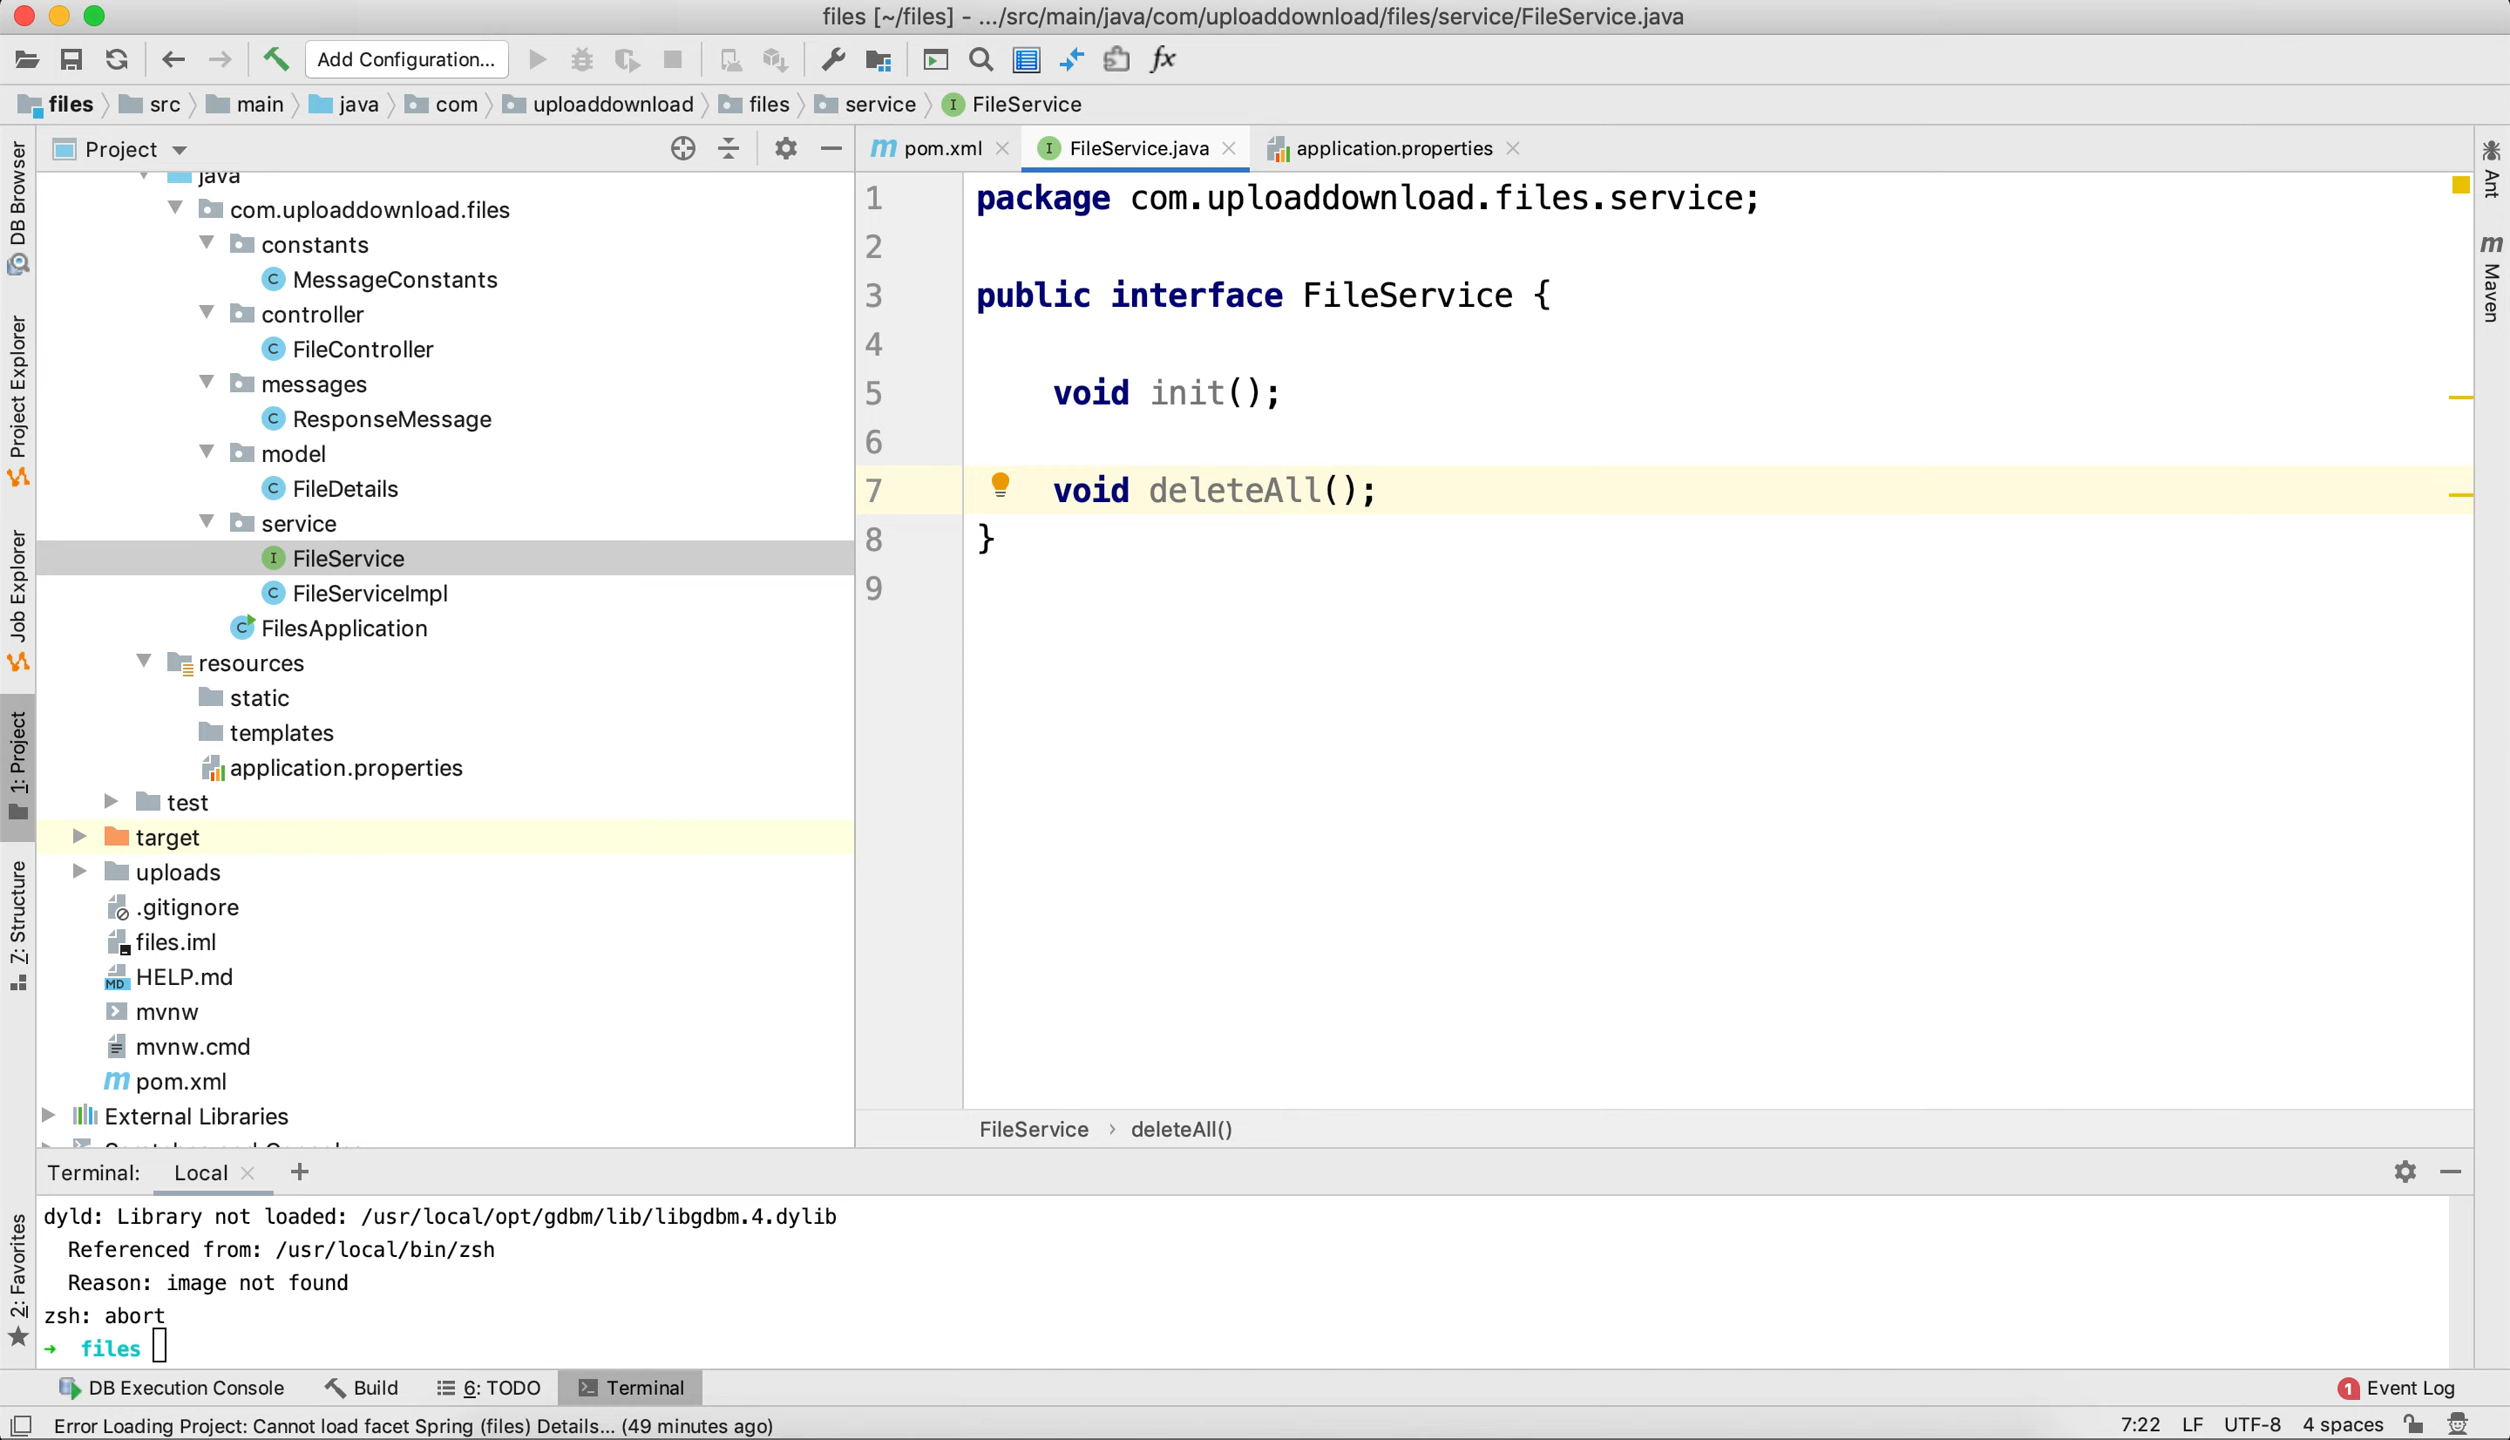 files [~/files] - .../src/main/java/com/uploaddownload/files/service/FileService.java
Add Configuration...
files src main java com uploaddownload files service I FileService
Project
m pom.xml
I FileService.java
application.properties
DB Browser
Project Explorer
Job Explorer
1: Project
7: Structure
2: Favorites
java
com.uploaddownload.files
constants
C MessageConstants
controller
C FileController
messages
C ResponseMessage
model
C FileDetails
service
I FileService
C FileServiceImpl
C FilesApplication
resources
static
templates
application.properties
test
target
uploads
.gitignore
files.iml
MD HELP.md
mvnw
mvnw.cmd
m pom.xml
External Libraries
1 package com.uploaddownload.files.service;
2
3 public interface FileService {
4
5 void init();
6
7 void deleteAll();
8 }
9
FileService › deleteAll()
Ant
m Maven
Terminal: Local +
dyld: Library not loaded: /usr/local/opt/gdbm/lib/libgdbm.4.dylib
Referenced from: /usr/local/bin/zsh
Reason: image not found
zsh: abort
➜ files
DB Execution Console Build 6: TODO Terminal 1 Event Log
Error Loading Project: Cannot load facet Spring (files) Details... (49 minutes ago) 7:22 LF UTF-8 4 spaces